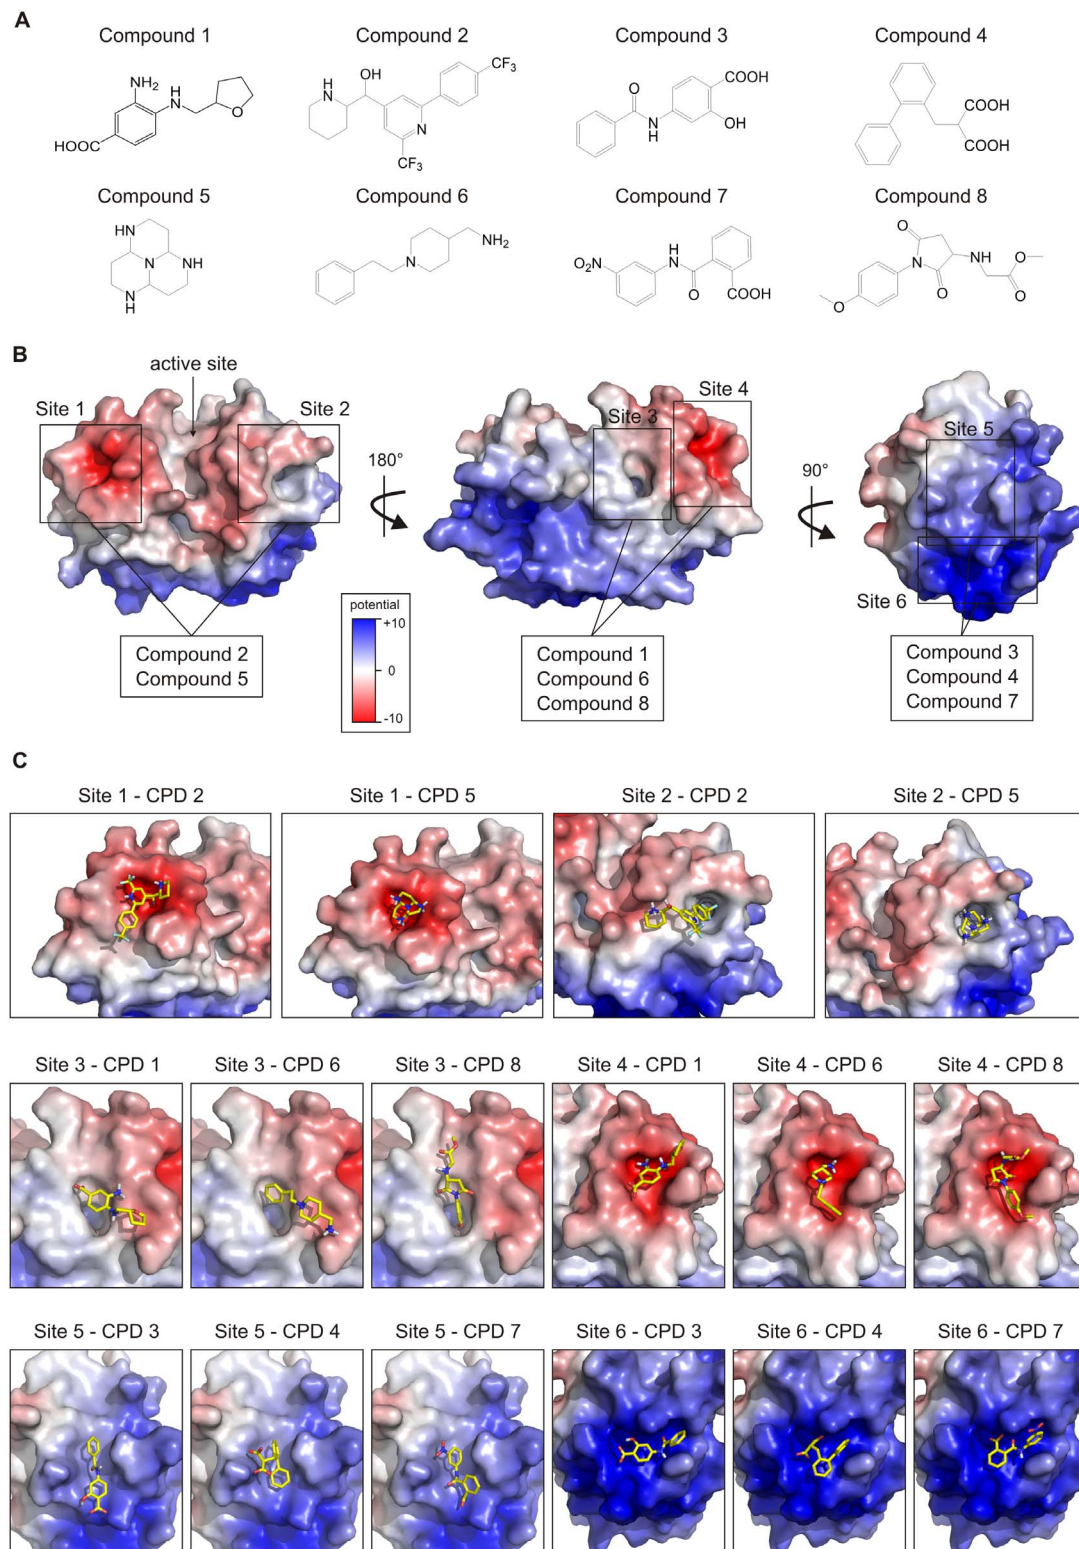 A
Compound 1
Compound 2
Compound 3
Compound 4
NH₂
H
N
O
HOOC
OH
H
N
CF₃
N
CF₃
O
N
H
COOH
OH
COOH
COOH
Compound 5
Compound 6
Compound 7
Compound 8
HN
N
NH
N
H
N
NH₂
O₂N
H
N
O
COOH
O
N
O
H
N
O
O
O
B
active site
Site 1
Site 2
180°
Site 3
Site 4
90°
Site 5
Site 6
potential
+10
0
-10
Compound 2
Compound 5
Compound 1
Compound 6
Compound 8
Compound 3
Compound 4
Compound 7
C
Site 1 - CPD 2
Site 1 - CPD 5
Site 2 - CPD 2
Site 2 - CPD 5
Site 3 - CPD 1
Site 3 - CPD 6
Site 3 - CPD 8
Site 4 - CPD 1
Site 4 - CPD 6
Site 4 - CPD 8
Site 5 - CPD 3
Site 5 - CPD 4
Site 5 - CPD 7
Site 6 - CPD 3
Site 6 - CPD 4
Site 6 - CPD 7